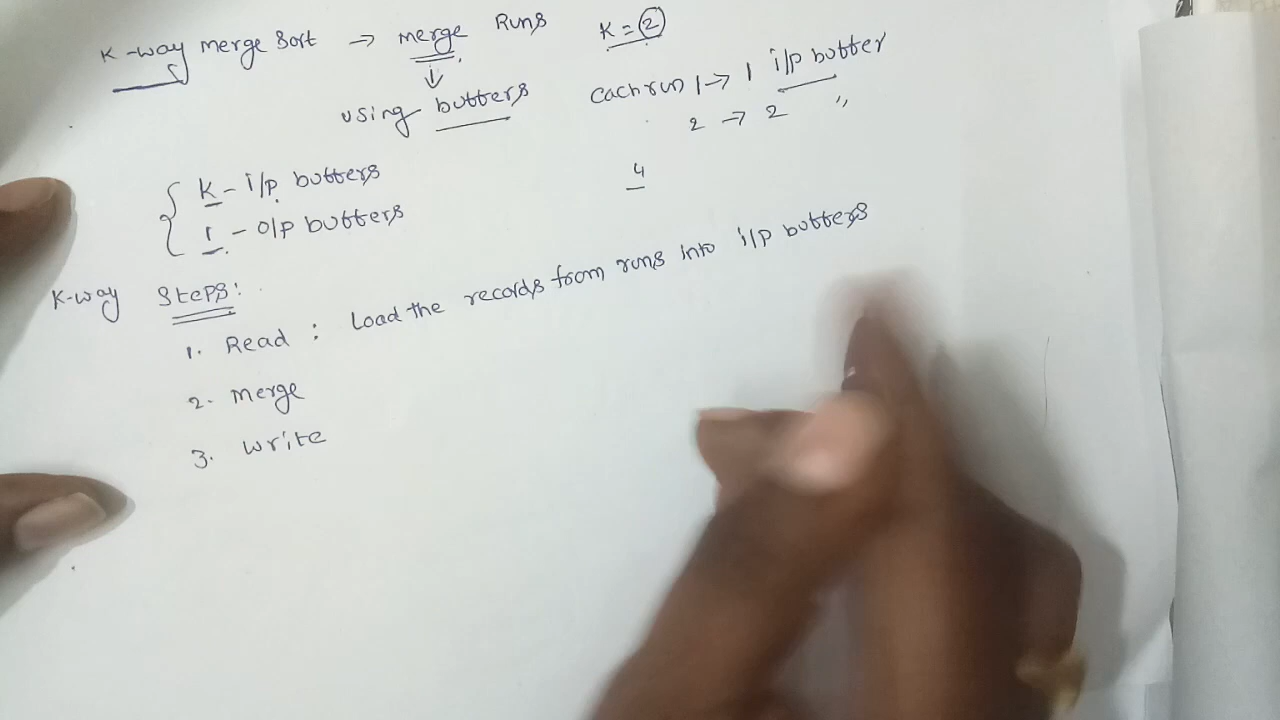 K-way merge Sort → merge Runs K = 2
using buffers each run 1 → 1 i/p buffer
2 → 2 "
K - i/p buffers 4
1 - o/p buffers
K-way Steps:
1. Read : Load the records from runs into i/p buffers
2. merge
3. write